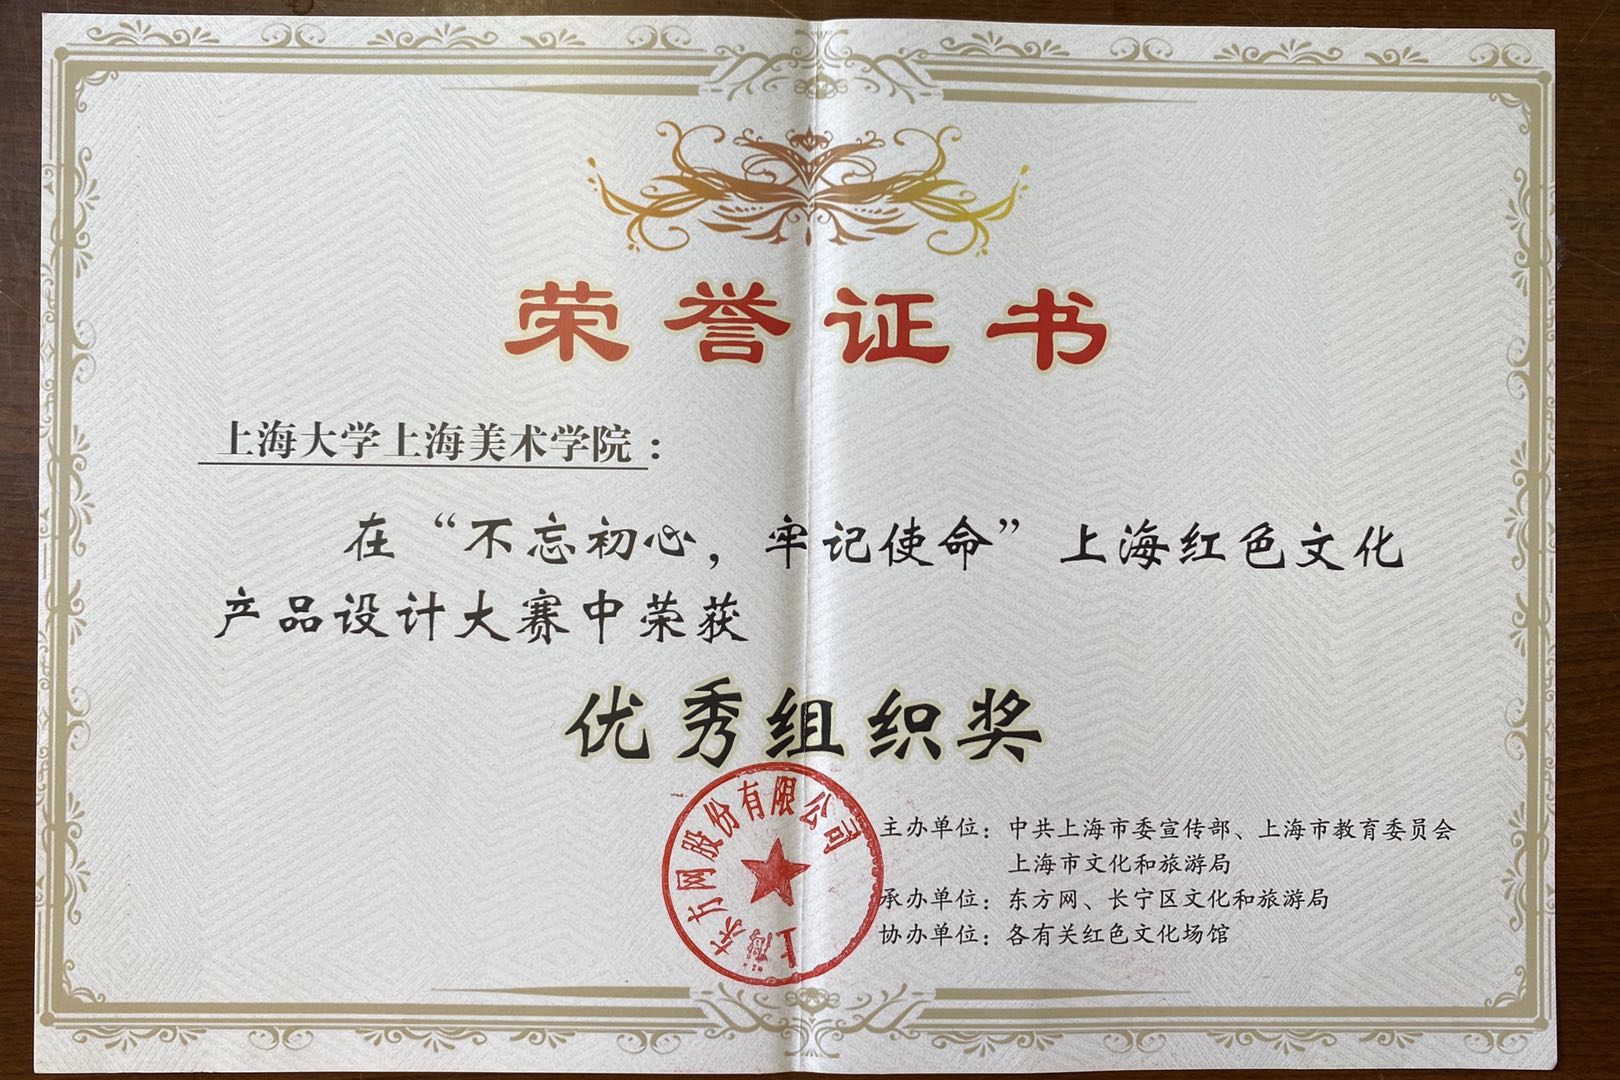 荣誉证书
上海大学上海美术学院：
在“不忘初心，牢记使命”上海红色文化
产品设计大赛中荣获
优秀组织奖
上海东方网股份有限公司
主办单位：中共上海市委宣传部、上海市教育委员会
上海市文化和旅游局
承办单位：东方网、长宁区文化和旅游局
协办单位：各有关红色文化场馆